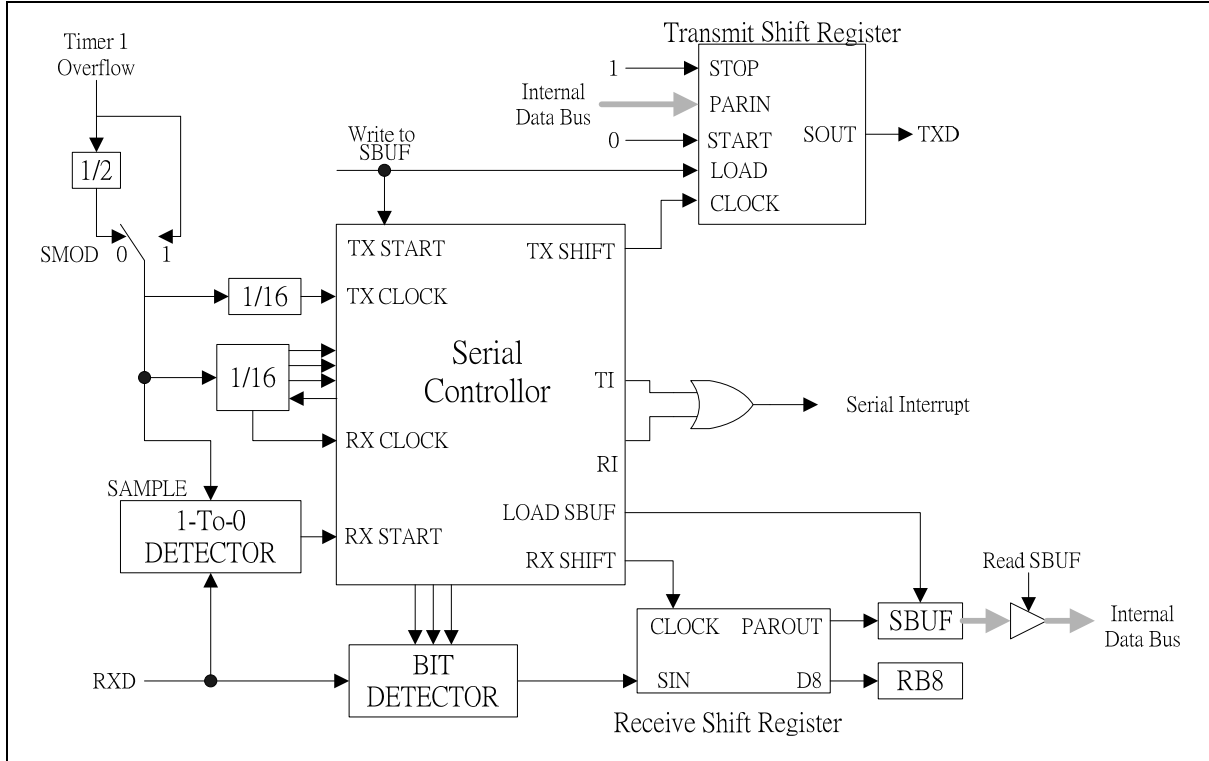 Timer 1
Overflow
1/2
SMOD 0 1
Write to
SBUF
Transmit Shift Register
1
STOP
Internal
Data Bus
PARIN
0
START
SOUT
TXD
LOAD
CLOCK
TX START
TX SHIFT
1/16
TX CLOCK
Serial
Controllor
1/16
TI
Serial Interrupt
RX CLOCK
RI
SAMPLE
1-To-0
DETECTOR
RX START
LOAD SBUF
RX SHIFT
Read SBUF
CLOCK
PAROUT
SBUF
Internal
Data Bus
RXD
BIT
DETECTOR
SIN
D8
RB8
Receive Shift Register